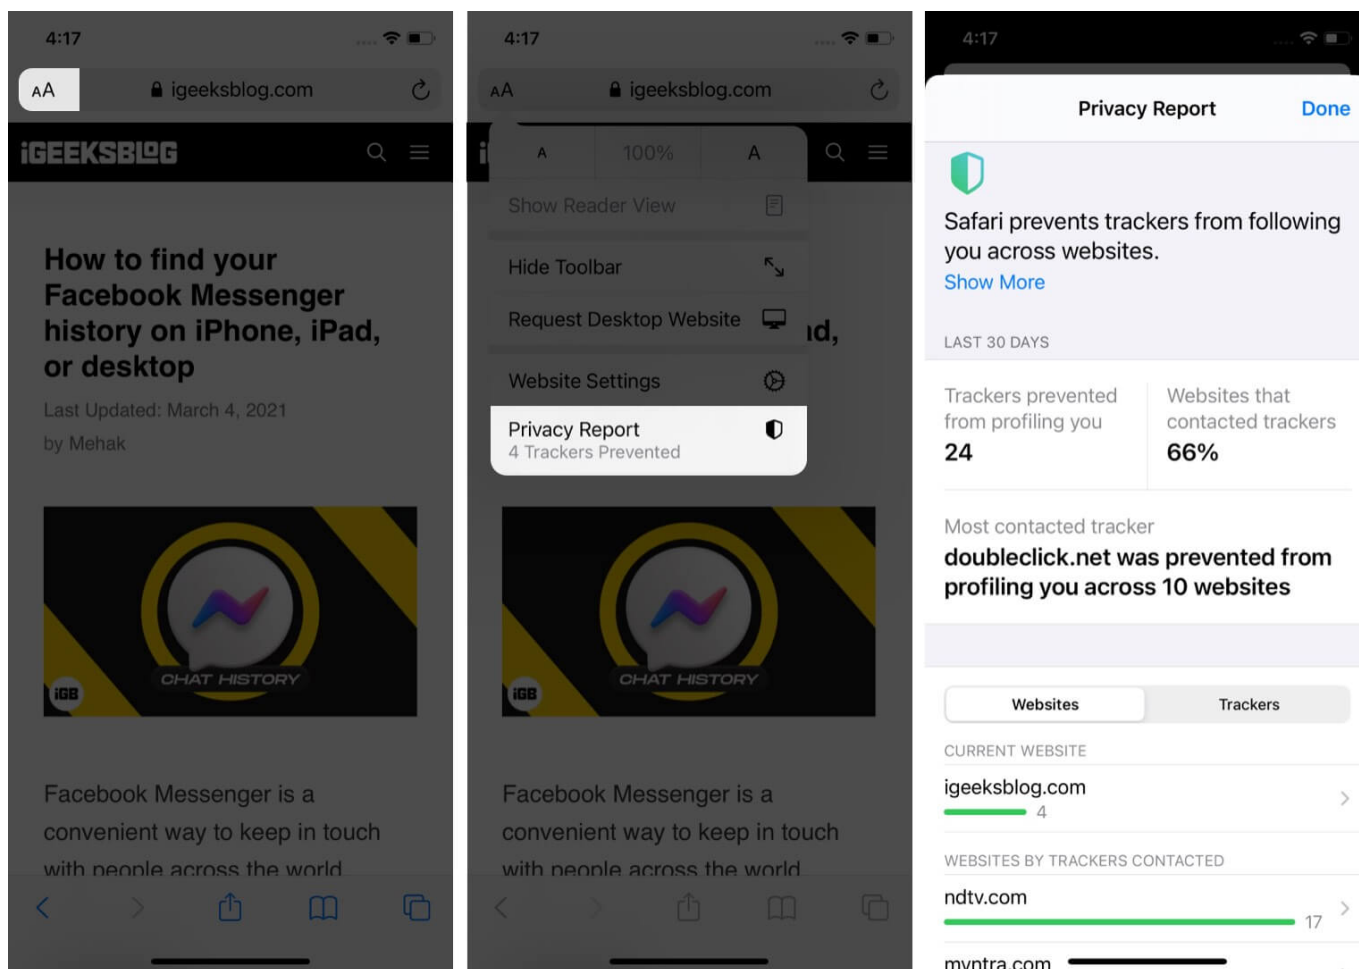 4:17
AA
igeeksblog.com
iGEEKSBLOG
How to find your
Facebook Messenger
history on iPhone, iPad,
or desktop
Last Updated: March 4, 2021
by Mehak
iGB
CHAT HISTORY
Facebook Messenger is a
convenient way to keep in touch
with people across the world
4:17
AA
igeeksblog.com
A 100% A
Show Reader View
Hide Toolbar
Request Desktop Website
Website Settings
Privacy Report
4 Trackers Prevented
iGB
CHAT HISTORY
Facebook Messenger is a
convenient way to keep in touch
with people across the world
4:17
Privacy Report
Done
Safari prevents trackers from following
you across websites.
Show More
LAST 30 DAYS
Trackers prevented
from profiling you
24
Websites that
contacted trackers
66%
Most contacted tracker
doubleclick.net was prevented from
profiling you across 10 websites
Websites
Trackers
CURRENT WEBSITE
igeeksblog.com
4
WEBSITES BY TRACKERS CONTACTED
ndtv.com
17
myntra.com